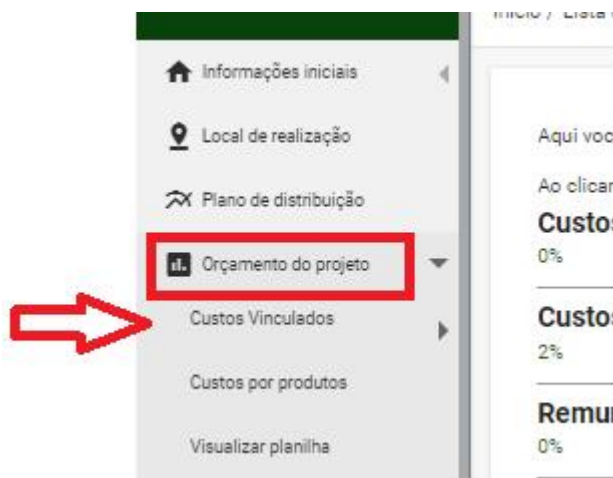 Informações iniciais
Local de realização
Plano de distribuição
Orçamento do projeto
Custos Vinculados
Custos por produtos
Visualizar planilha
Aqui voc
Ao clicar
Custos
0%
Custos
2%
Remun
0%